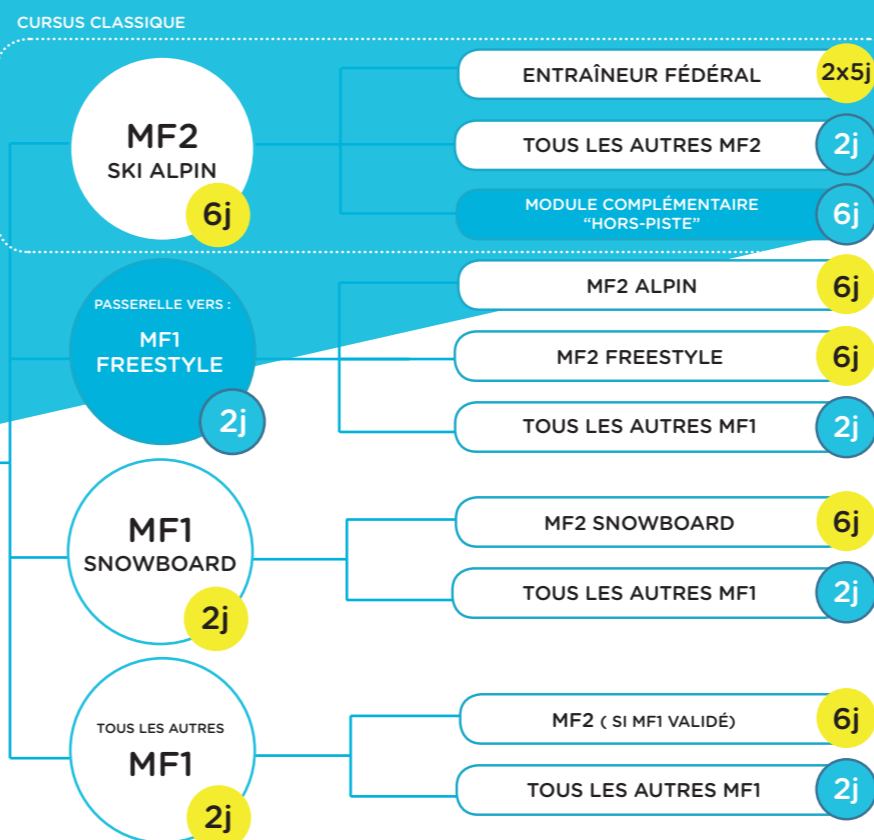 CURSUS CLASSIQUE
MF2
SKI ALPIN
6j
ENTRAÎNEUR FÉDÉRAL
2x5j
TOUS LES AUTRES MF2
2j
MODULE COMPLÉMENTAIRE
“HORS-PISTE”
6j
PASSERELLE VERS :
MF1
FREESTYLE
2j
MF2 ALPIN
6j
MF2 FREESTYLE
6j
TOUS LES AUTRES MF1
2j
MF1
SNOWBOARD
2j
MF2 SNOWBOARD
6j
TOUS LES AUTRES MF1
2j
TOUS LES AUTRES
MF1
2j
MF2 ( SI MF1 VALIDÉ)
6j
TOUS LES AUTRES MF1
2j